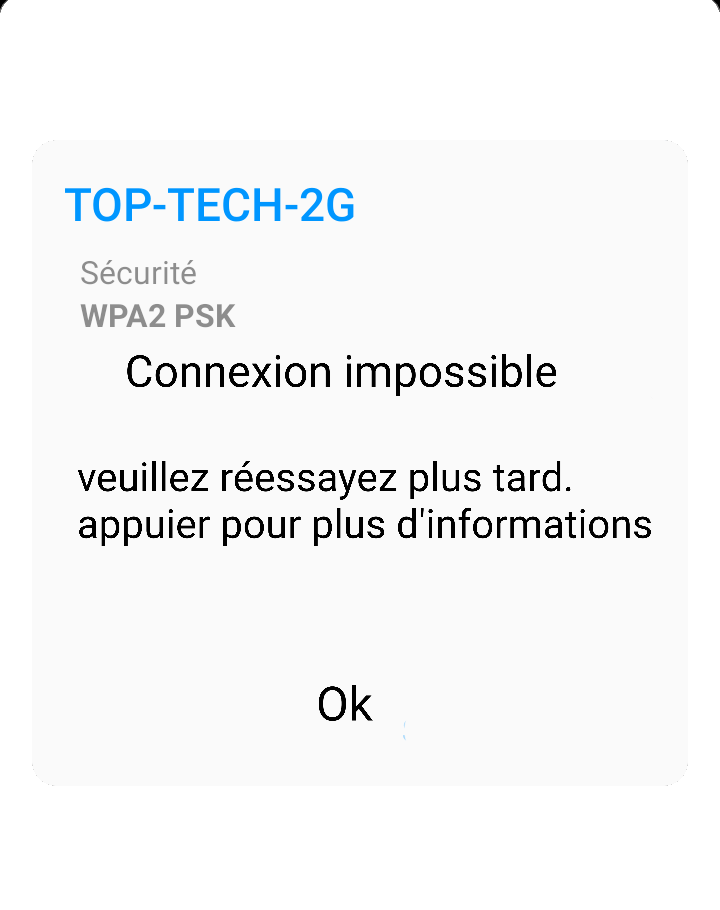 TOP-TECH-2G
Sécurité
WPA2 PSK
Connexion impossible
veuillez réessayez plus tard.
appuier pour plus d'informations
Ok